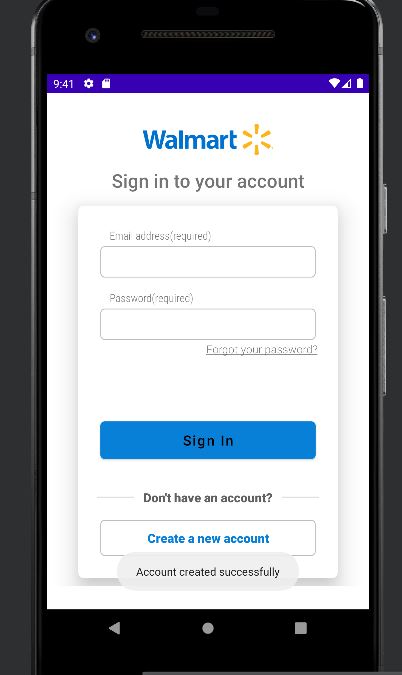 9:41
Walmart
Sign in to your account
Email address(required)
Password(required)
Forgot your password?
Sign In
Don't have an account?
Create a new account
Account created successfully